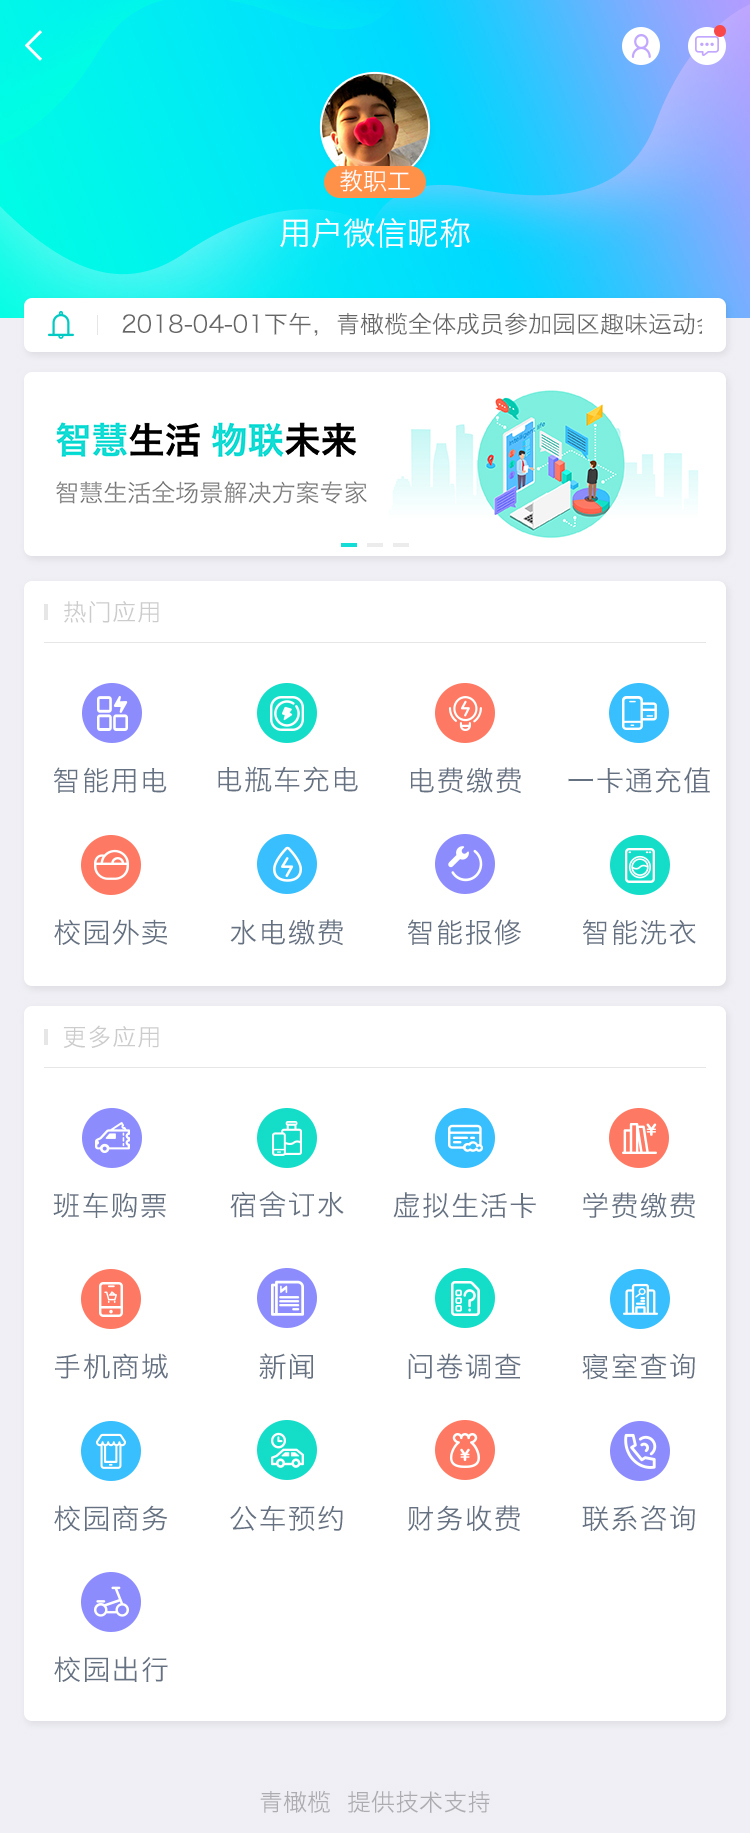 教职工
用户微信昵称
2018-04-01下午，青橄榄全体成员参加园区趣味运动
智慧生活 物联未来
智慧生活全场景解决方案专家
热门应用
智能用电 电瓶车充电 电费缴费 一卡通充值
校园外卖 水电缴费 智能报修 智能洗衣
更多应用
班车购票 宿舍订水 虚拟生活卡 学费缴费
手机商城 新闻 问卷调查 寝室查询
校园商务 公车预约 财务收费 联系咨询
校园出行
青橄榄 提供技术支持